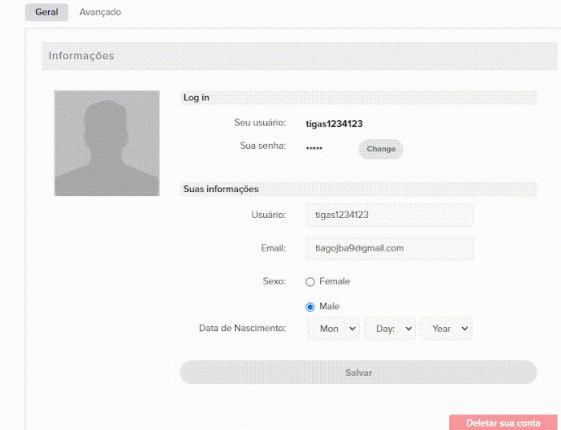 Geral Avançado
Informações
Log in
Seu usuário: tigas1234123
Sua senha: ••••• Change
Suas informações
Usuário: tigas1234123
Email: tiagojba9@gmail.com
Sexo: Female
Male
Data de Nascimento: Mon Day: Year
Salvar
Deletar sua conta